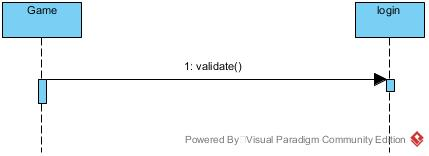 Game
login
1: validate()
Powered By Visual Paradigm Community Edition